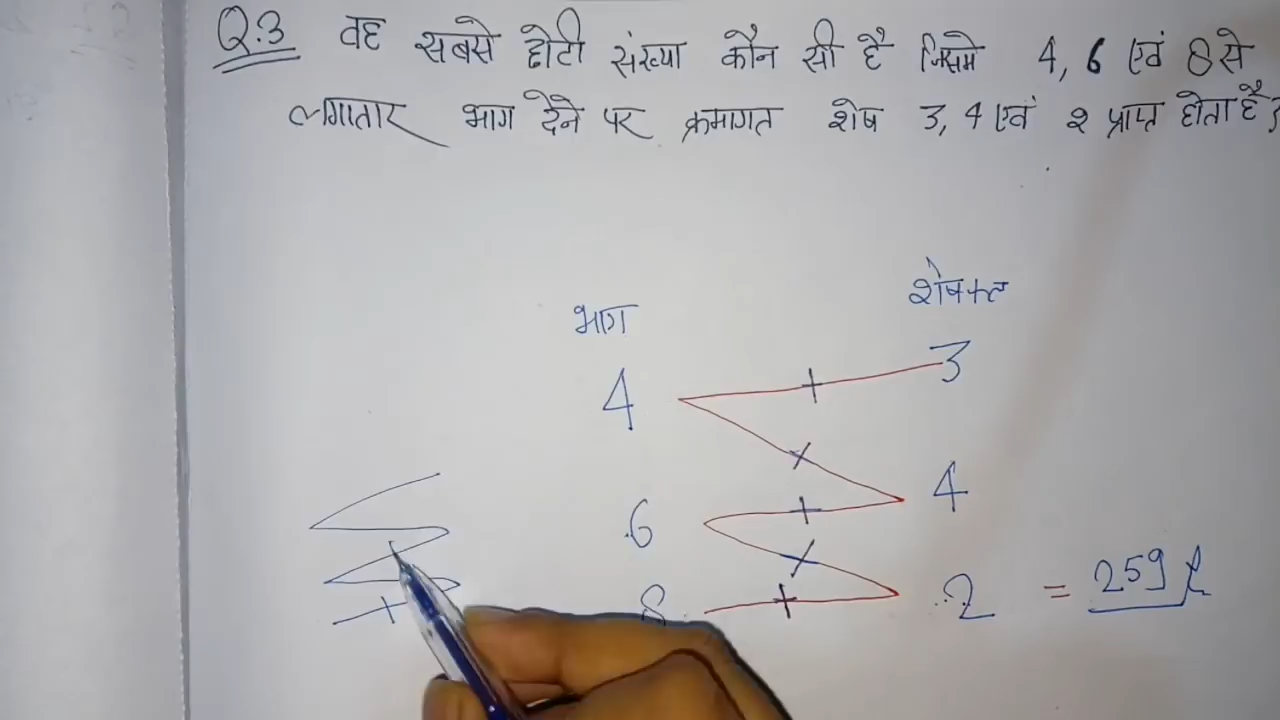 Q.3 वह सबसे छोटी संख्या कौन सी है जिसमे 4, 6 एवं 8 से
लगातार भाग देने पर क्रमागत शेष 3, 4 एवं २ प्राप्त होता है?
भाग शेषफल
4 + 3
×
6 + 4
×
8 + 2 = 259